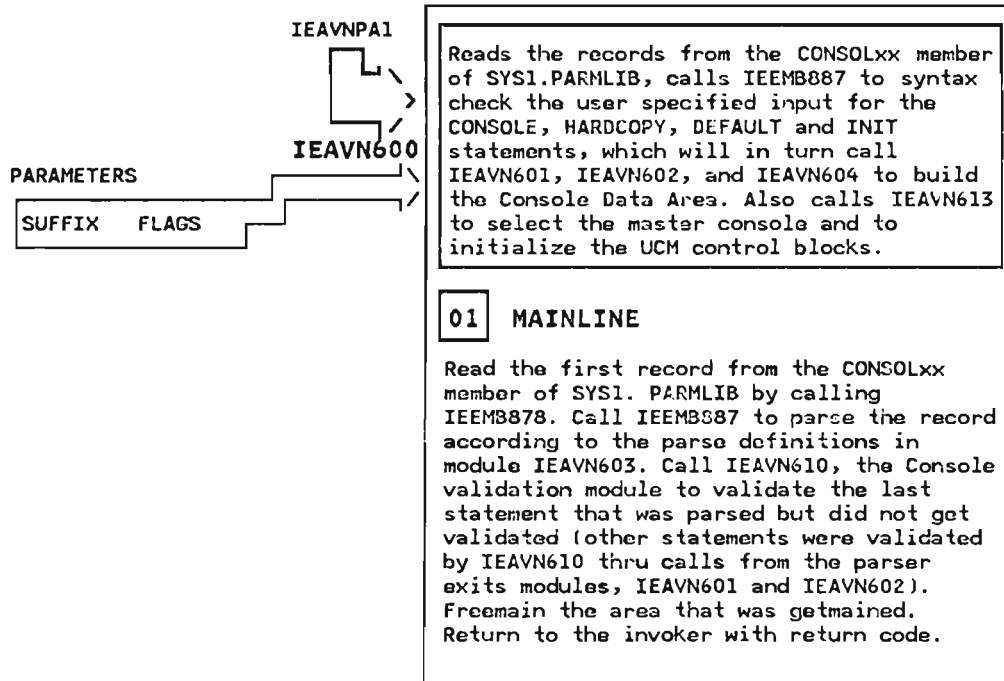 IEAVNPA1
IEAVN600
PARAMETERS
SUFFIX FLAGS
Reads the records from the CONSOLxx member
of SYS1.PARMLIB, calls IEEMB887 to syntax
check the user specified input for the
CONSOLE, HARDCOPY, DEFAULT and INIT
statements, which will in turn call
IEAVN601, IEAVN602, and IEAVN604 to build
the Console Data Area. Also calls IEAVN613
to select the master console and to
initialize the UCM control blocks.
01 MAINLINE
Read the first record from the CONSOLxx
member of SYS1. PARMLIB by calling
IEEMB878. Call IEEMB887 to parse the record
according to the parse definitions in
module IEAVN603. Call IEAVN610, the Console
validation module to validate the last
statement that was parsed but did not get
validated (other statements were validated
by IEAVN610 thru calls from the parser
exits modules, IEAVN601 and IEAVN602).
Freemain the area that was getmained.
Return to the invoker with return code.